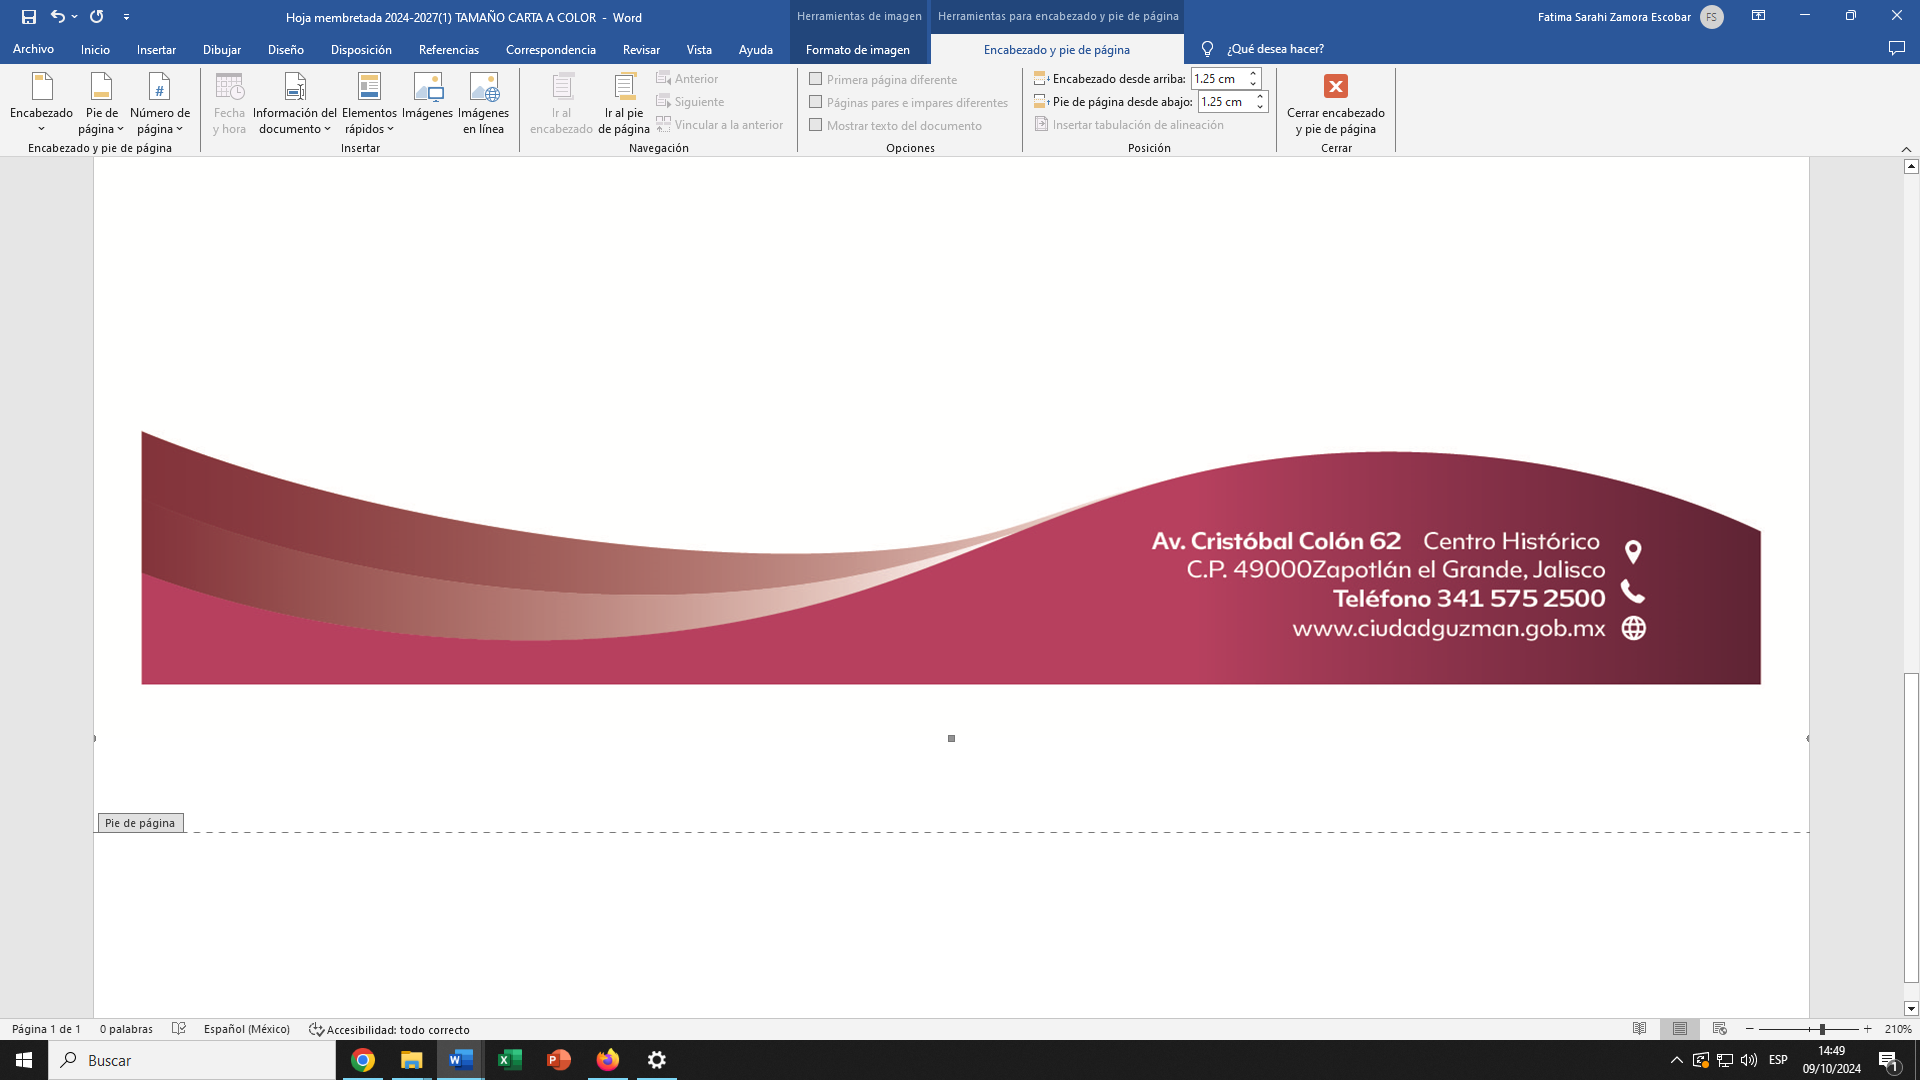 Hoja membretada 2024-2027(1) TAMAÑO CARTA A COLOR - Word
Herramientas de imagen
Herramientas para encabezado y pie de página
Fatima Sarahi Zamora Escobar
FS
Archivo
Inicio
Insertar
Dibujar
Diseño
Disposición
Referencias
Correspondencia
Revisar
Vista
Ayuda
Formato de imagen
Encabezado y pie de página
¿Qué desea hacer?
Encabezado
Pie de
página
Número de
página
Encabezado y pie de página
Fecha
y hora
Información del
documento
Elementos
rápidos
Imágenes
Imágenes
en línea
Insertar
Ir al
encabezado
Ir al pie
de página
Anterior
Siguiente
Vincular a la anterior
Navegación
Primera página diferente
Páginas pares e impares diferentes
Mostrar texto del documento
Opciones
Encabezado desde arriba: 1.25 cm
Pie de página desde abajo: 1.25 cm
Insertar tabulación de alineación
Posición
Cerrar encabezado
y pie de página
Cerrar
Av. Cristóbal Colón 62 Centro Histórico
C.P. 49000Zapotlán el Grande, Jalisco
Teléfono 341 575 2500
www.ciudadguzman.gob.mx
Pie de página
Página 1 de 1
0 palabras
Español (México)
Accesibilidad: todo correcto
210%
Buscar
ESP
14:49
09/10/2024
1